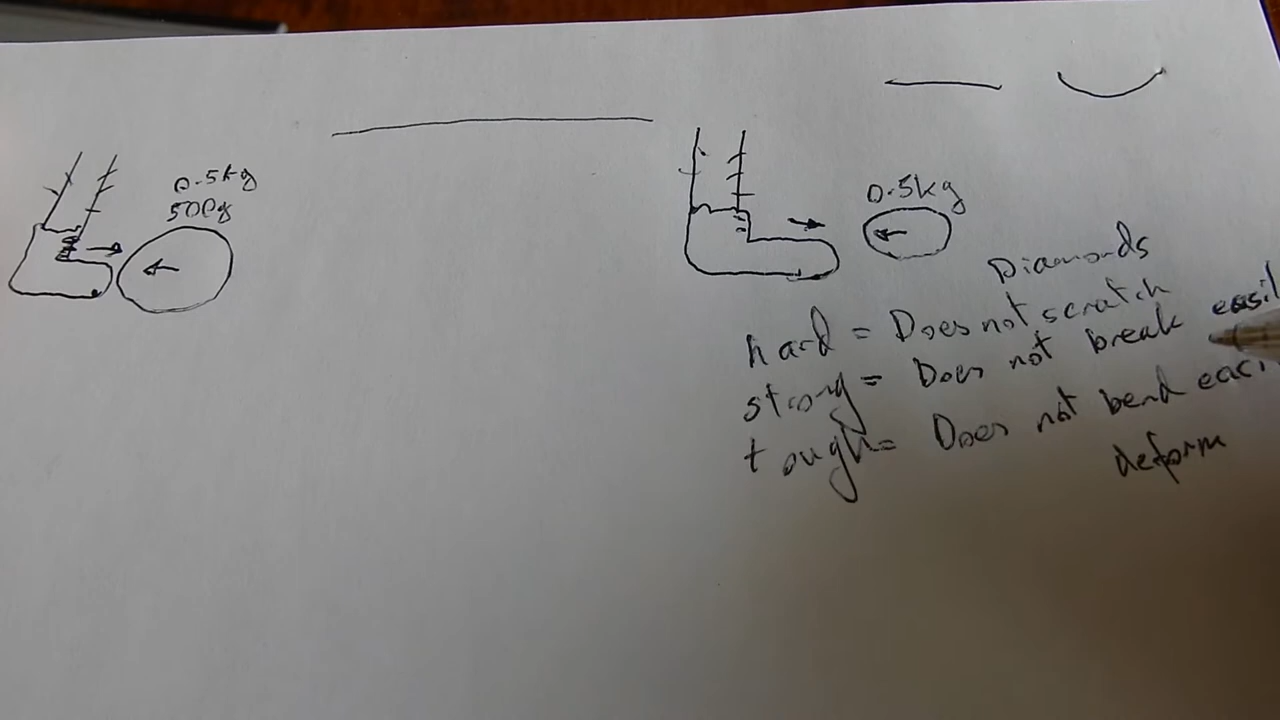 0.5kg
500g
0.5kg
Diamonds
hard = Does not scratch
strong = Does not break easil
tough = Does not bend easi
deform